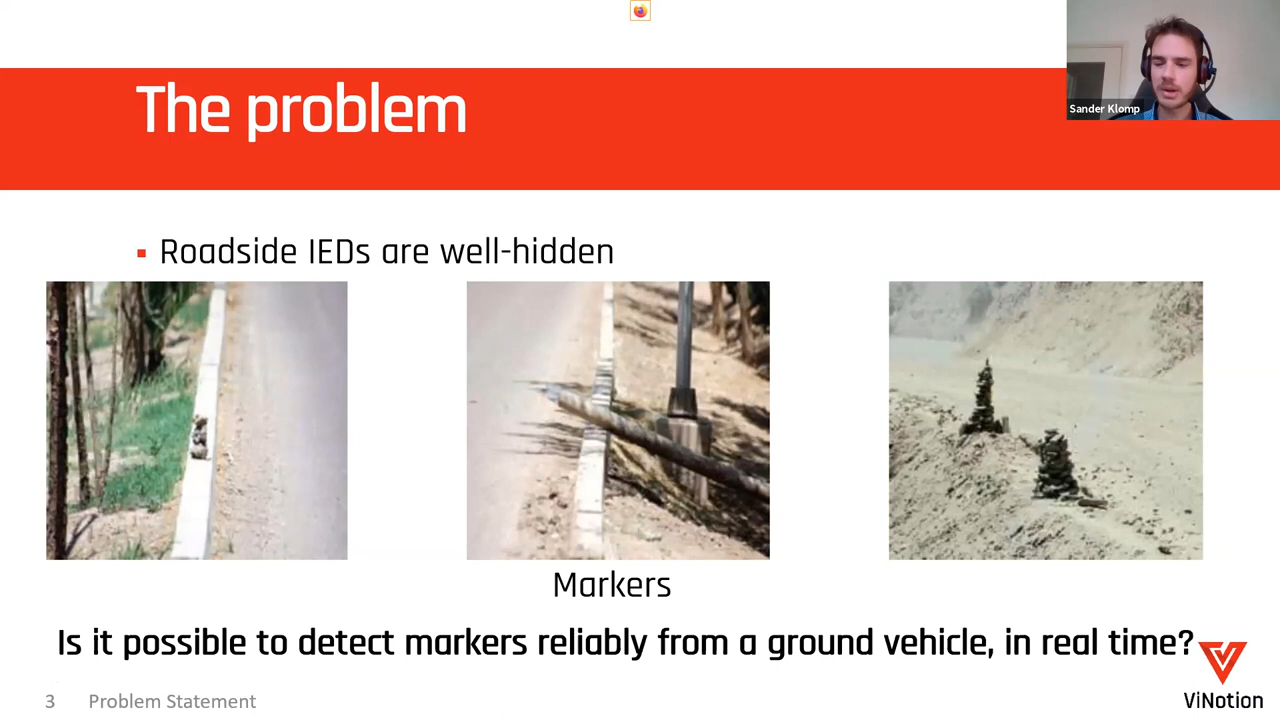 The problem
Sander Klomp
Roadside IEDs are well-hidden
Markers
Is it possible to detect markers reliably from a ground vehicle, in real time?
3 Problem Statement
ViNotion